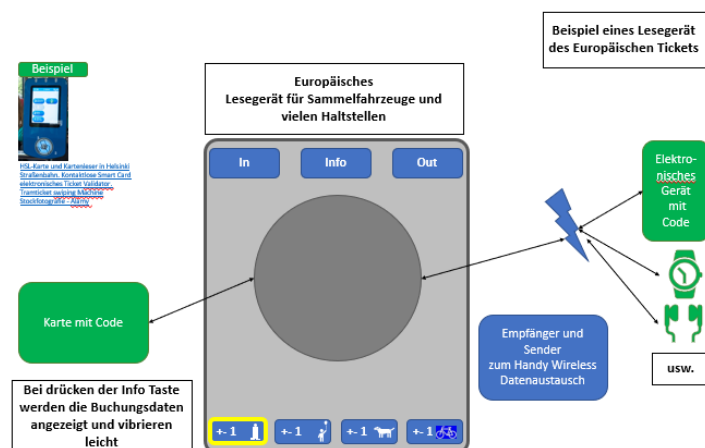 Beispiel
HSL-Karte und Kartenleser in Helsinki
Straßenbahn. Kontaktlose Smart Card
elektronisches Ticket Validator.
Tramticket swiping Machine
Stockfotografie - Alamy
Europäisches
Lesegerät für Sammelfahrzeuge und
vielen Haltstellen
Beispiel eines Lesegerät
des Europäischen Tickets
In
Info
Out
Elektro-
nisches
Gerät
mit
Code
Karte mit Code
Empfänger und
Sender
zum Handy Wireless
Datenaustausch
usw.
Bei drücken der Info Taste
werden die Buchungsdaten
angezeigt und vibrieren
leicht
+- 1
+- 1
+- 1
+- 1